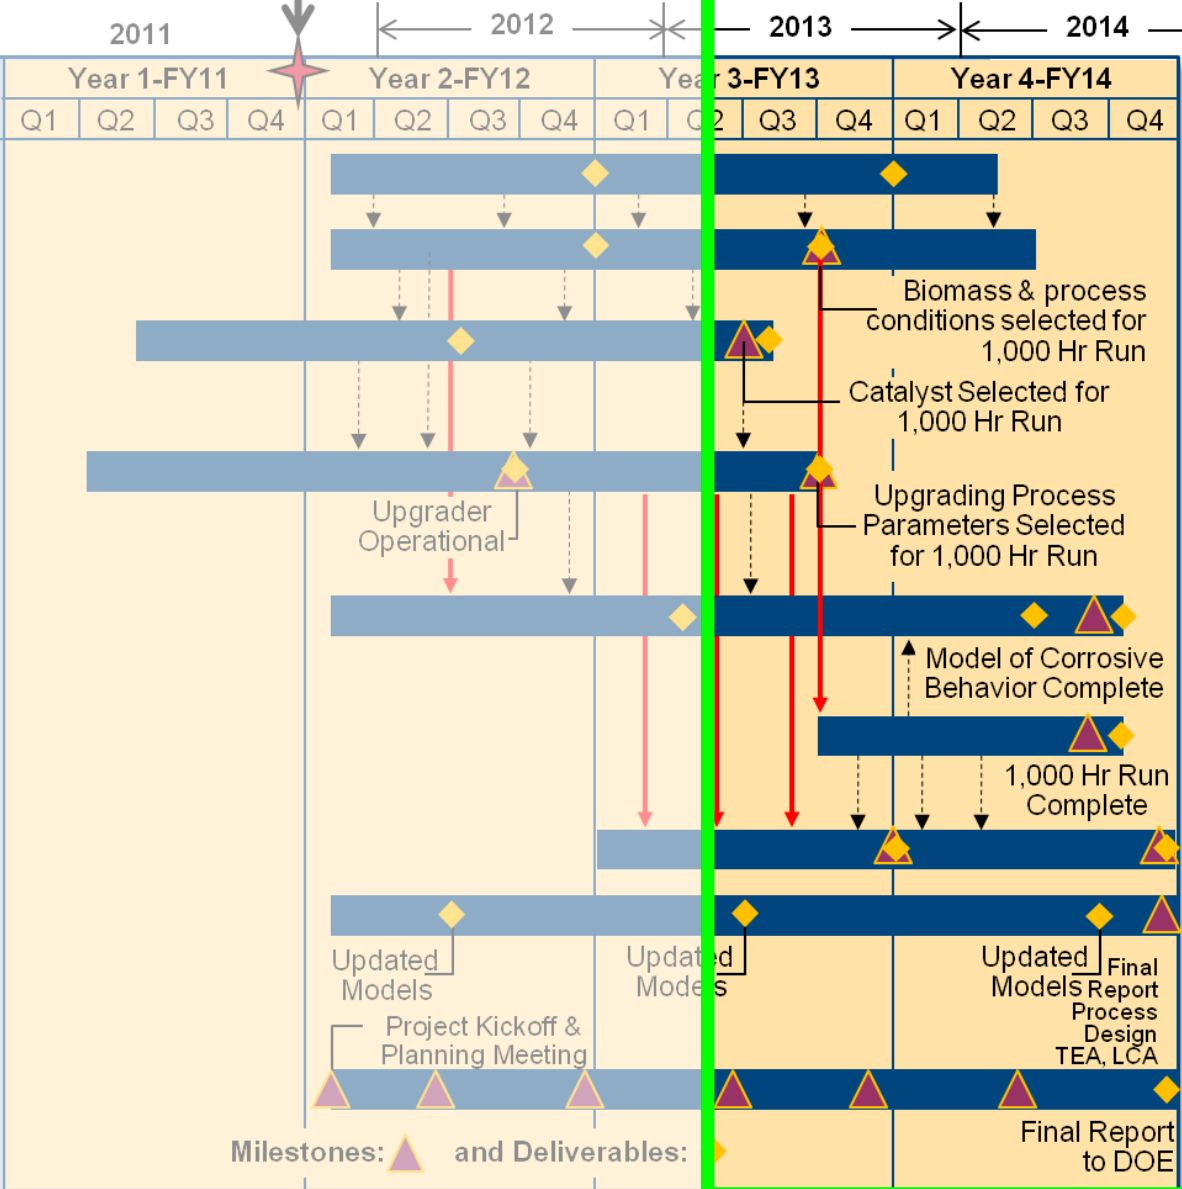 2011 2012 2013 2014
Year 1-FY11 Year 2-FY12 Year 3-FY13 Year 4-FY14
Q1 Q2 Q3 Q4 Q1 Q2 Q3 Q4 Q1 Q2 Q3 Q4 Q1 Q2 Q3 Q4
Biomass & process
conditions selected for
1,000 Hr Run
Catalyst Selected for
1,000 Hr Run
Upgrader
Operational
Upgrading Process
Parameters Selected
for 1,000 Hr Run
Model of Corrosive
Behavior Complete
1,000 Hr Run
Complete
Updated
Models
Updated
Models
Updated
Models
Final
Report
Process
Design
TEA, LCA
Project Kickoff &
Planning Meeting
Milestones: and Deliverables:
Final Report
to DOE